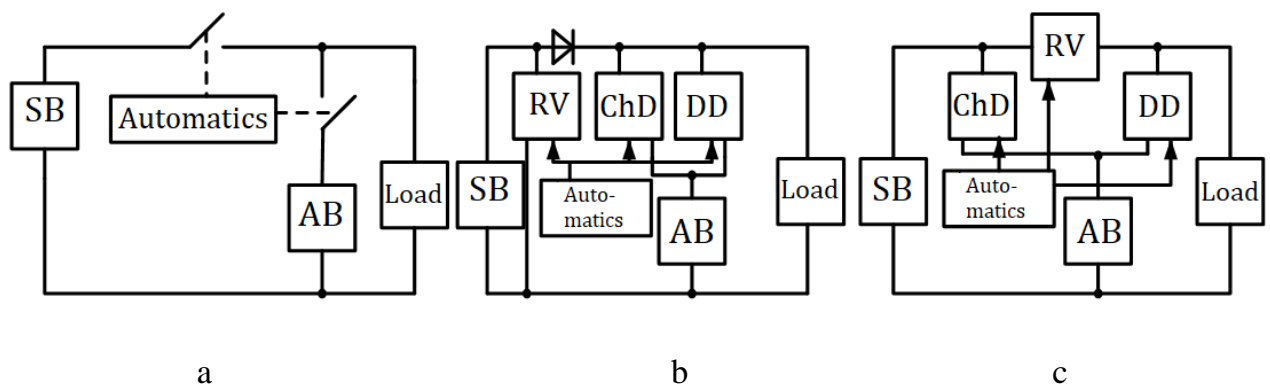 SB
Automatics
AB
Load
a
RV
ChD
DD
SB
Auto-
matics
AB
Load
b
RV
ChD
DD
SB
Auto-
matics
AB
Load
c